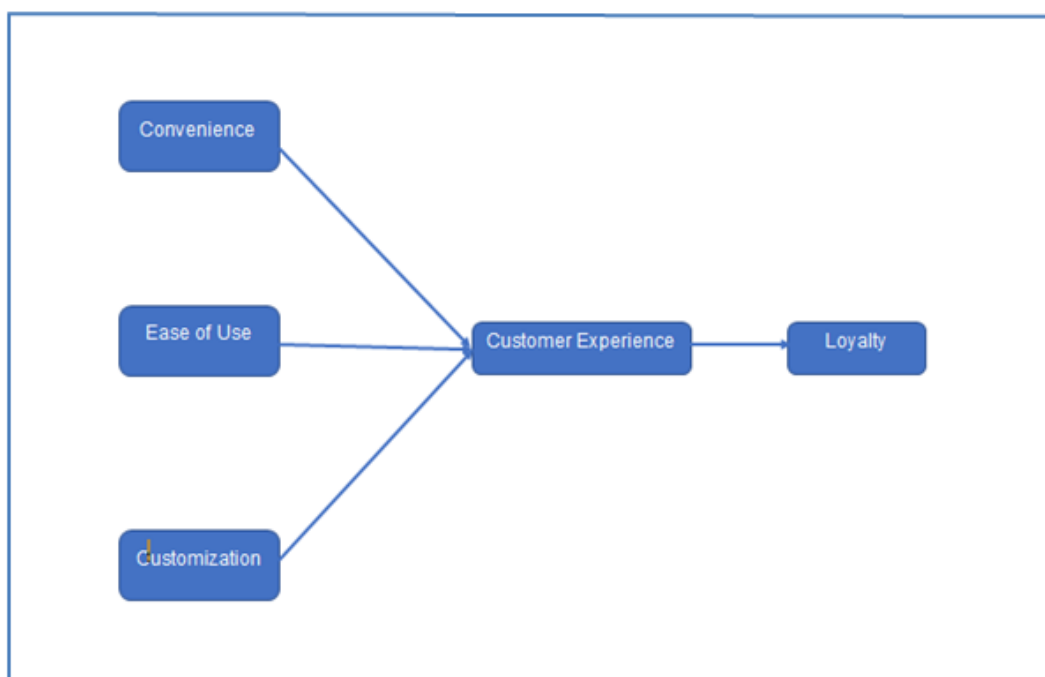 Convenience
Ease of Use
Customer Experience
Loyalty
Customization